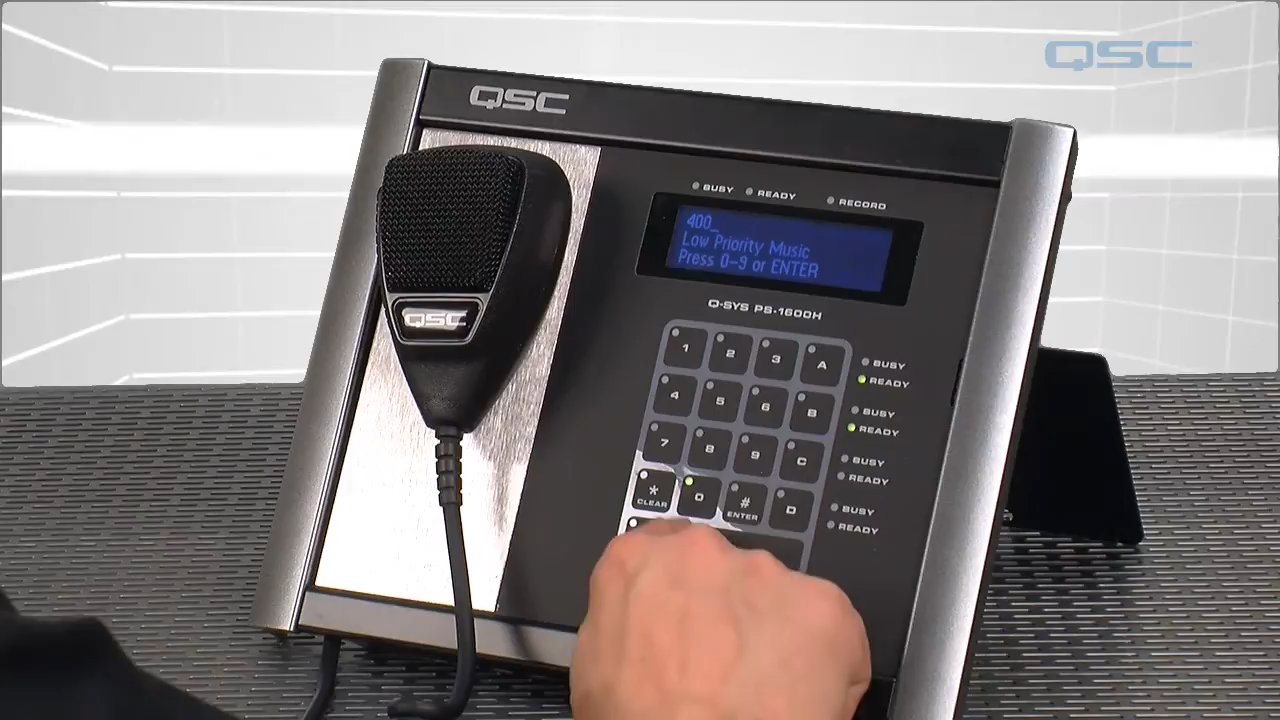 QSC
QSC
BUSY READY RECORD
400_
Low Priority Music
Press 0-9 or ENTER
Q-SYS PS-1600H
QSC
1 2 3 A
BUSY
READY
4 5 6 B
BUSY
READY
7 8 9 C
BUSY
READY
* CLEAR 0 # ENTER D
BUSY
READY